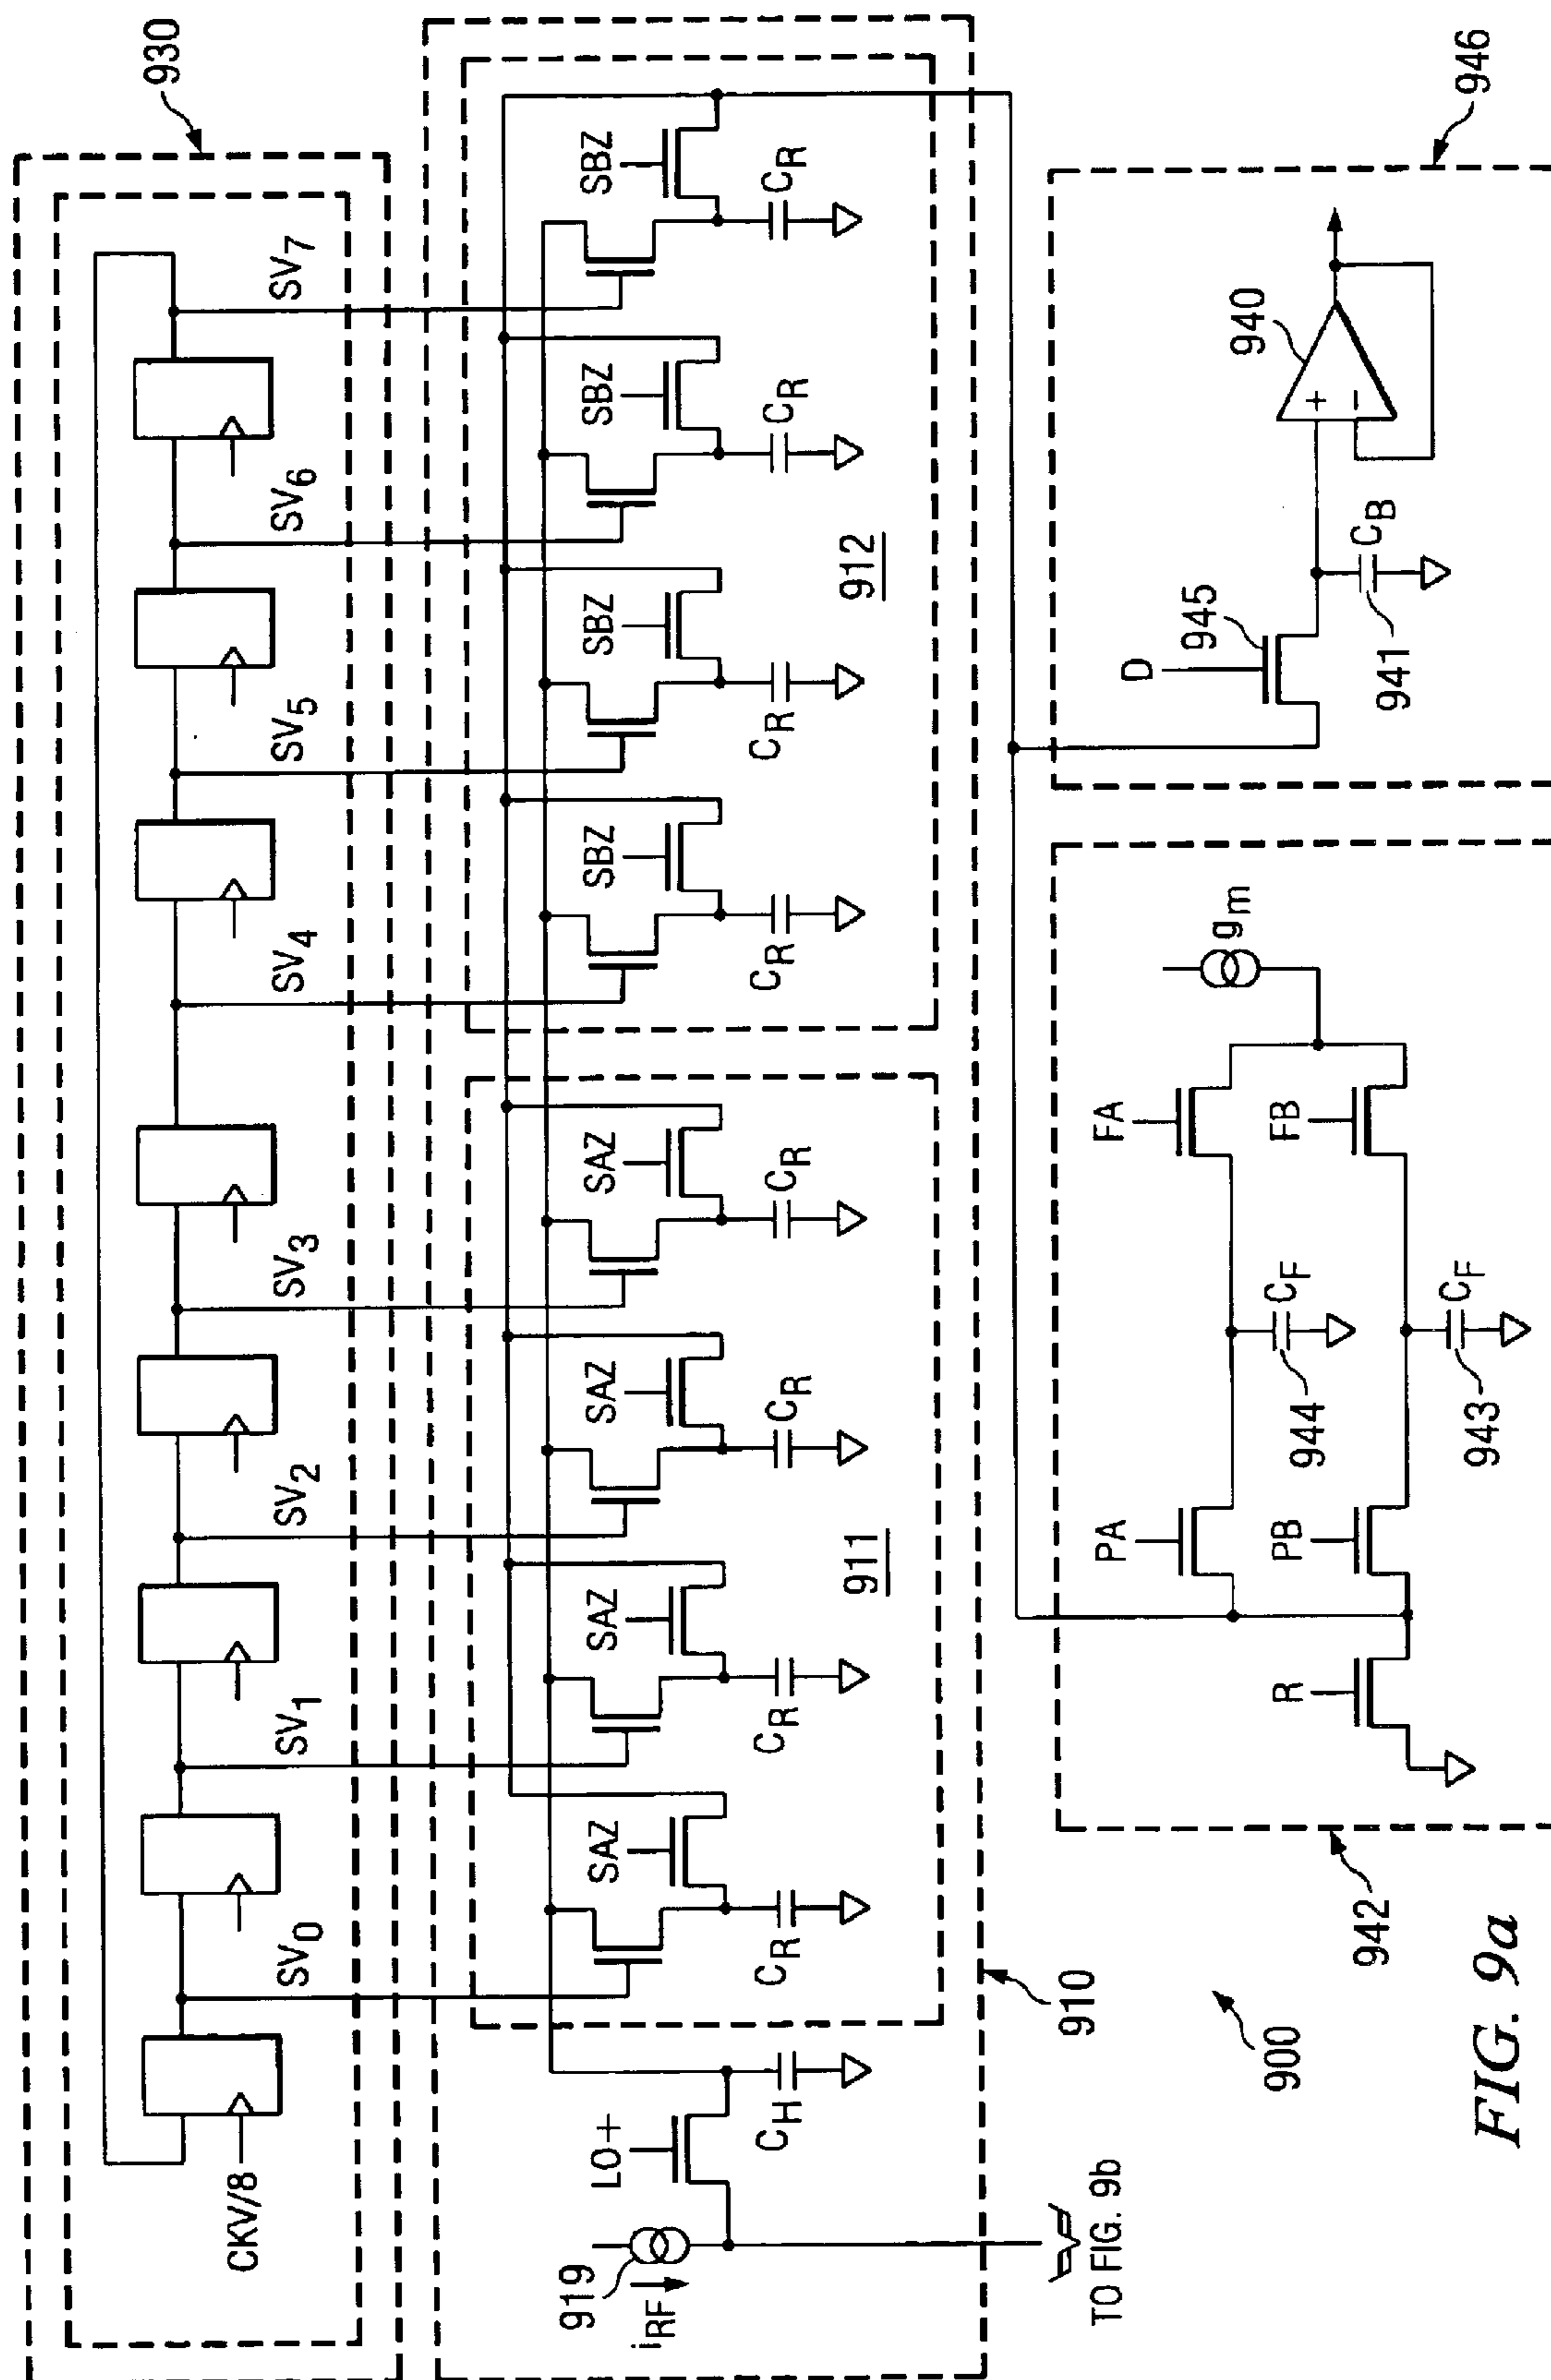 930
CKV/8
SV0
SV1
SV2
SV3
SV4
SV5
SV6
SV7
919
iRF
LO+
CH
SAZ
CR
SAZ
CR
SAZ
CR
SAZ
CR
911
SBZ
CR
SBZ
CR
SBZ
CR
SBZ
CR
912
910
TO FIG. 9b
942
R
PA
PB
944
CF
943
CF
FA
FB
gm
D
945
941
CB
940
+
-
946
900
FIG. 9a